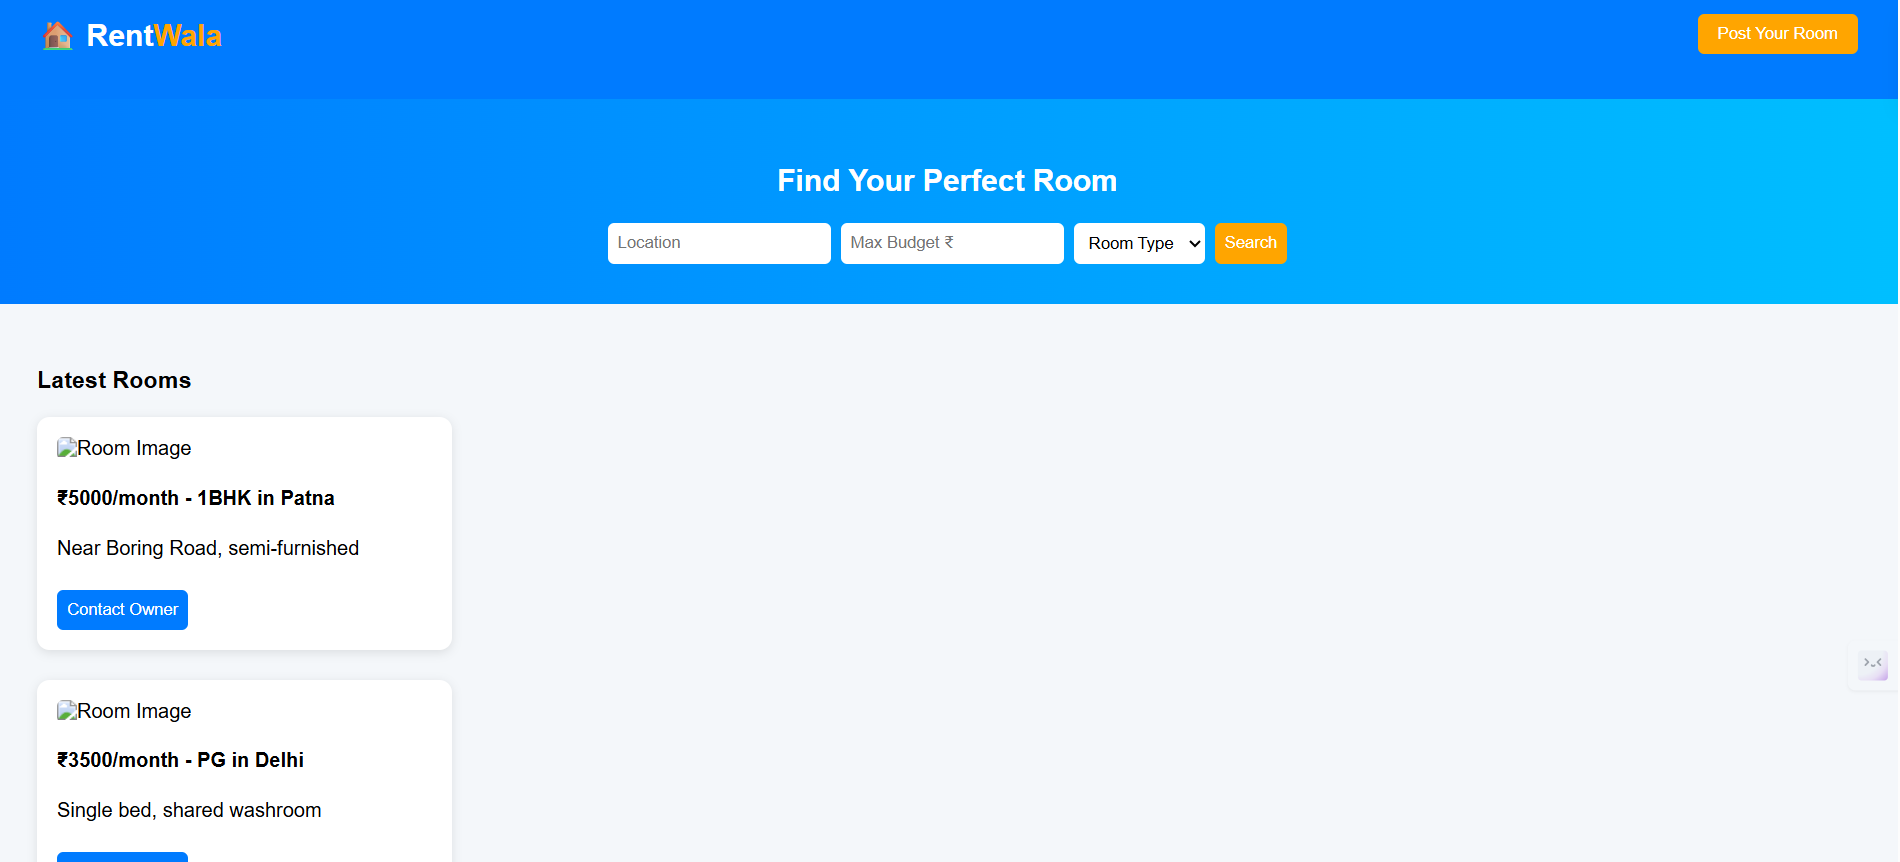 RentWala
Post Your Room
Find Your Perfect Room
Location
Max Budget ₹
Room Type
Search
Latest Rooms
Room Image
₹5000/month - 1BHK in Patna
Near Boring Road, semi-furnished
Contact Owner
Room Image
₹3500/month - PG in Delhi
Single bed, shared washroom